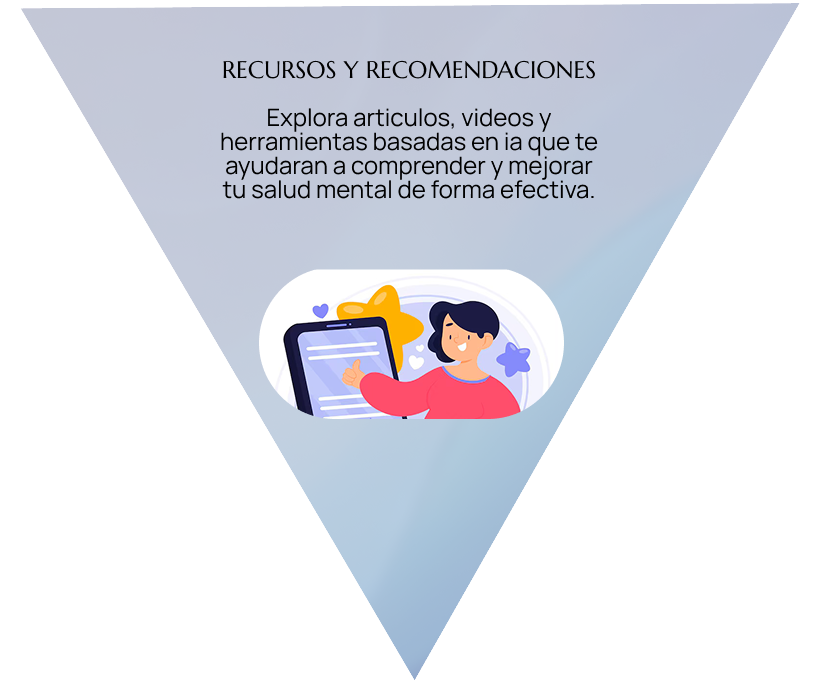 RECURSOS Y RECOMENDACIONES
Explora articulos, videos y
herramientas basadas en ia que te
ayudaran a comprender y mejorar
tu salud mental de forma efectiva.